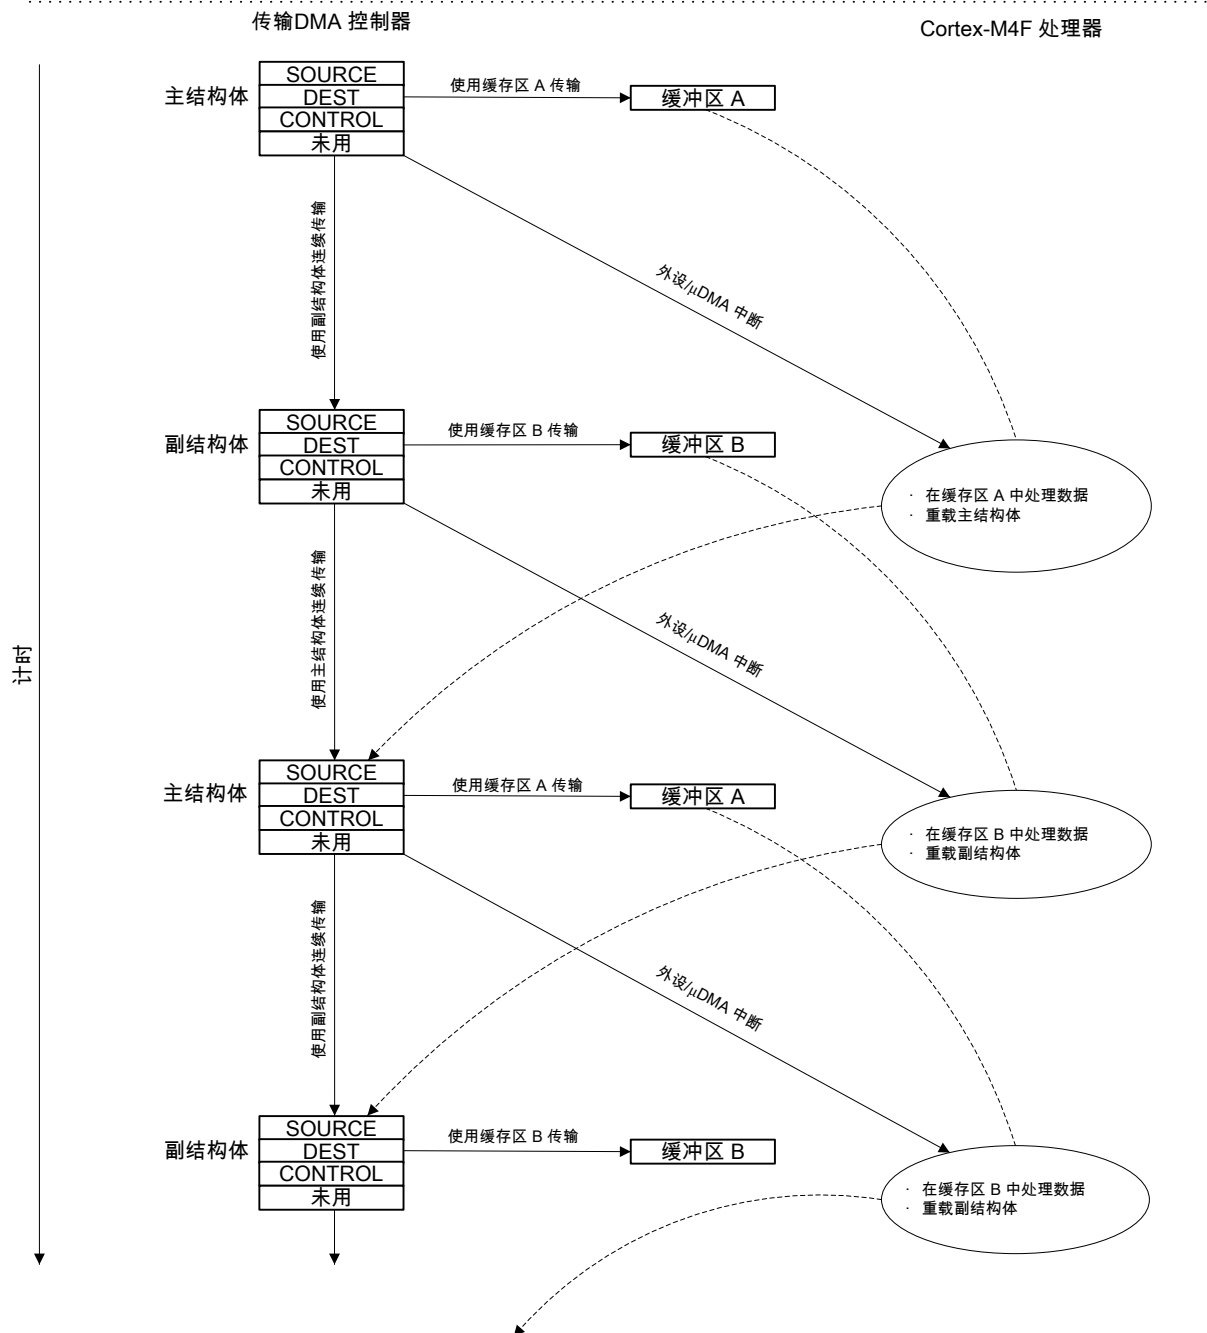 传输DMA 控制器
Cortex-M4F 处理器
主结构体
SOURCE
DEST
CONTROL
未用
使用缓存区 A 传输
缓冲区 A
使用副结构体连续传输
外设/μDMA 中断
副结构体
SOURCE
DEST
CONTROL
未用
使用缓存区 B 传输
缓冲区 B
· 在缓存区 A 中处理数据
· 重载主结构体
使用主结构体连续传输
外设/μDMA 中断
计时
主结构体
SOURCE
DEST
CONTROL
未用
使用缓存区 A 传输
缓冲区 A
· 在缓存区 B 中处理数据
· 重载副结构体
使用副结构体连续传输
外设/μDMA 中断
副结构体
SOURCE
DEST
CONTROL
未用
使用缓存区 B 传输
缓冲区 B
· 在缓存区 B 中处理数据
· 重载副结构体